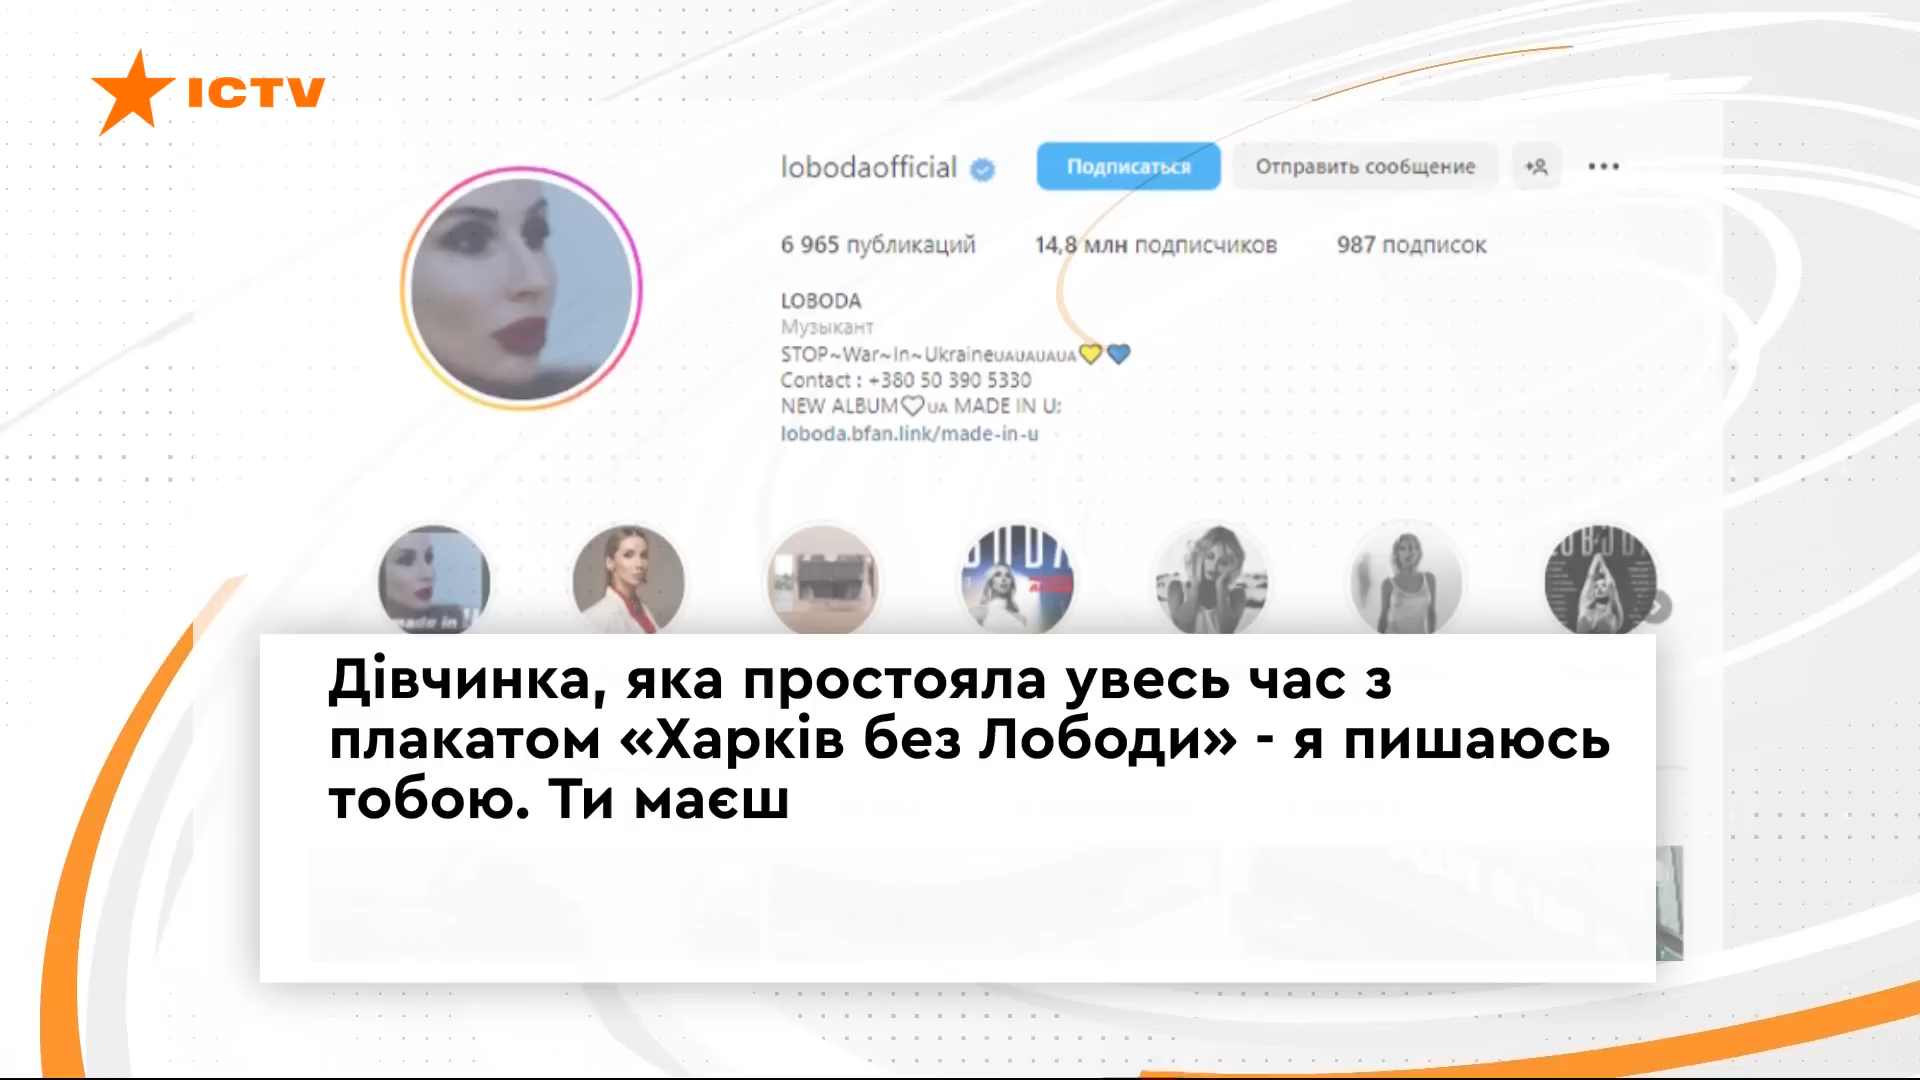 ICTV
lobodaofficial Подписаться Отправить сообщение
6 965 публикаций 14,8 млн подписчиков 987 подписок
LOBODA
Музыкант
STOP~War~In~UkraineUAUAUAUA💛💙
Contact : +380 50 390 5330
NEW ALBUM♡UA MADE IN U:
loboda.bfan.link/made-in-u
made in U
Дівчинка, яка простояла увесь час з
плакатом «Харків без Лободи» - я пишаюсь
тобою. Ти маєш